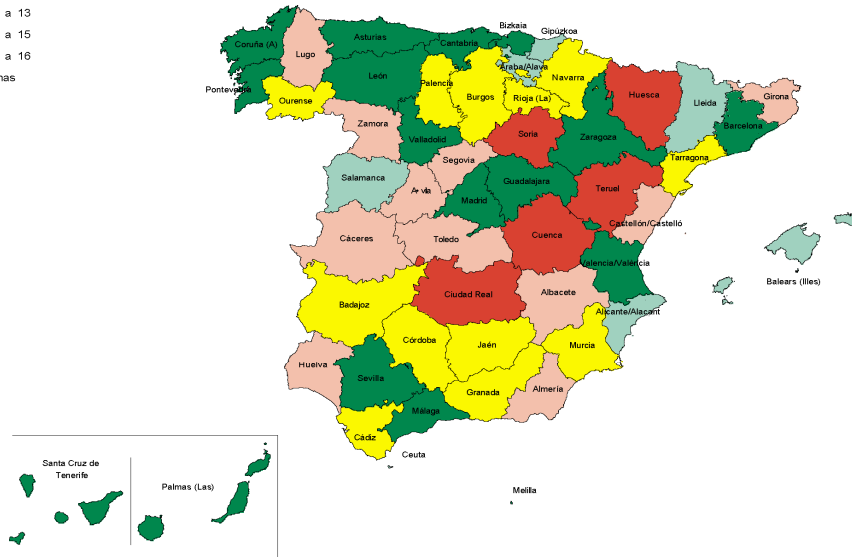 a 13
a 15
a 16
nas
Bizkaia
Gipúzkoa
Coruña (A)
Lugo
Asturias
Cantabria
Araba/Alava
Navarra
Huesca
Lleida
Girona
Pontevedra
Ourense
León
Palencia
Burgos
Rioja (La)
Barcelona
Zamora
Valladolid
Soria
Zaragoza
Tarragona
Segovia
Salamanca
Avila
Madrid
Guadalajara
Teruel
Castellón/Castelló
Cáceres
Toledo
Cuenca
Valencia/València
Balears (Illes)
Badajoz
Ciudad Real
Albacete
Alicante/Alacant
Córdoba
Jaén
Murcia
Huelva
Sevilla
Granada
Almería
Málaga
Cádiz
Ceuta
Melilla
Santa Cruz de
Tenerife
Palmas (Las)